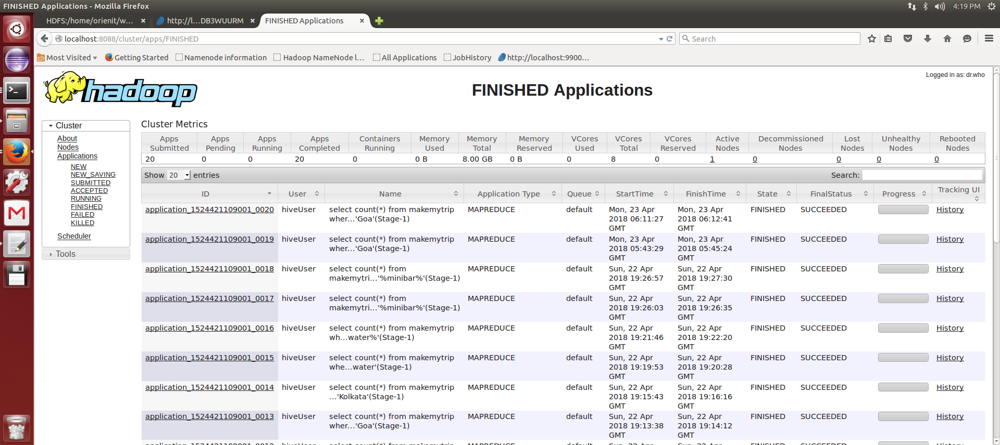 FINISHED Applications - Mozilla Firefox
4:19 PM
HDFS:/home/orienit/w...
http://l...DB3WUURM
FINISHED Applications
localhost:8088/cluster/apps/FINISHED
Search
Most Visited
Getting Started
Namenode information
Hadoop NameNode l...
All Applications
JobHistory
http://localhost:9900...
hadoop
FINISHED Applications
Logged in as: dr.who
Cluster
About
Nodes
Applications
NEW
NEW_SAVING
SUBMITTED
ACCEPTED
RUNNING
FINISHED
FAILED
KILLED
Scheduler
Tools
Cluster Metrics
Apps Submitted Apps Pending Apps Running Apps Completed Containers Running Memory Used Memory Total Memory Reserved VCores Used VCores Total VCores Reserved Active Nodes Decommissioned Nodes Lost Nodes Unhealthy Nodes Rebooted Nodes
20 0 0 20 0 0 B 8.00 GB 0 B 0 8 0 1 0 0 0 0
Show 20 entries Search:
ID User Name Application Type Queue StartTime FinishTime State FinalStatus Progress Tracking UI
application_1524421109001_0020 hiveUser select count(*) from makemytrip MAPREDUCE default Mon, 23 Apr Mon, 23 Apr FINISHED SUCCEEDED History
wher...'Goa'(Stage-1) 2018 06:11:27 2018 06:12:41
GMT GMT
application_1524421109001_0019 hiveUser select count(*) from makemytrip MAPREDUCE default Mon, 23 Apr Mon, 23 Apr FINISHED SUCCEEDED History
wher...'Goa'(Stage-1) 2018 05:43:29 2018 05:45:24
GMT GMT
application_1524421109001_0018 hiveUser select count(*) from MAPREDUCE default Sun, 22 Apr Sun, 22 Apr FINISHED SUCCEEDED History
makemytri...'%minibar%'(Stage-1) 2018 19:26:57 2018 19:27:30
GMT GMT
application_1524421109001_0017 hiveUser select count(*) from MAPREDUCE default Sun, 22 Apr Sun, 22 Apr FINISHED SUCCEEDED History
makemytri...'%minibar%'(Stage-1) 2018 19:26:03 2018 19:26:35
GMT GMT
application_1524421109001_0016 hiveUser select count(*) from makemytrip MAPREDUCE default Sun, 22 Apr Sun, 22 Apr FINISHED SUCCEEDED History
wh...water%'(Stage-1) 2018 19:21:46 2018 19:22:20
GMT GMT
application_1524421109001_0015 hiveUser select count(*) from makemytrip MAPREDUCE default Sun, 22 Apr Sun, 22 Apr FINISHED SUCCEEDED History
whe...water'(Stage-1) 2018 19:19:53 2018 19:20:28
GMT GMT
application_1524421109001_0014 hiveUser select count(*) from makemytrip MAPREDUCE default Sun, 22 Apr Sun, 22 Apr FINISHED SUCCEEDED History
...'Kolkata'(Stage-1) 2018 19:15:43 2018 19:16:16
GMT GMT
application_1524421109001_0013 hiveUser select count(*) from makemytrip MAPREDUCE default Sun, 22 Apr Sun, 22 Apr FINISHED SUCCEEDED History
wher...'Goa'(Stage-1) 2018 19:13:38 2018 19:14:12
GMT GMT